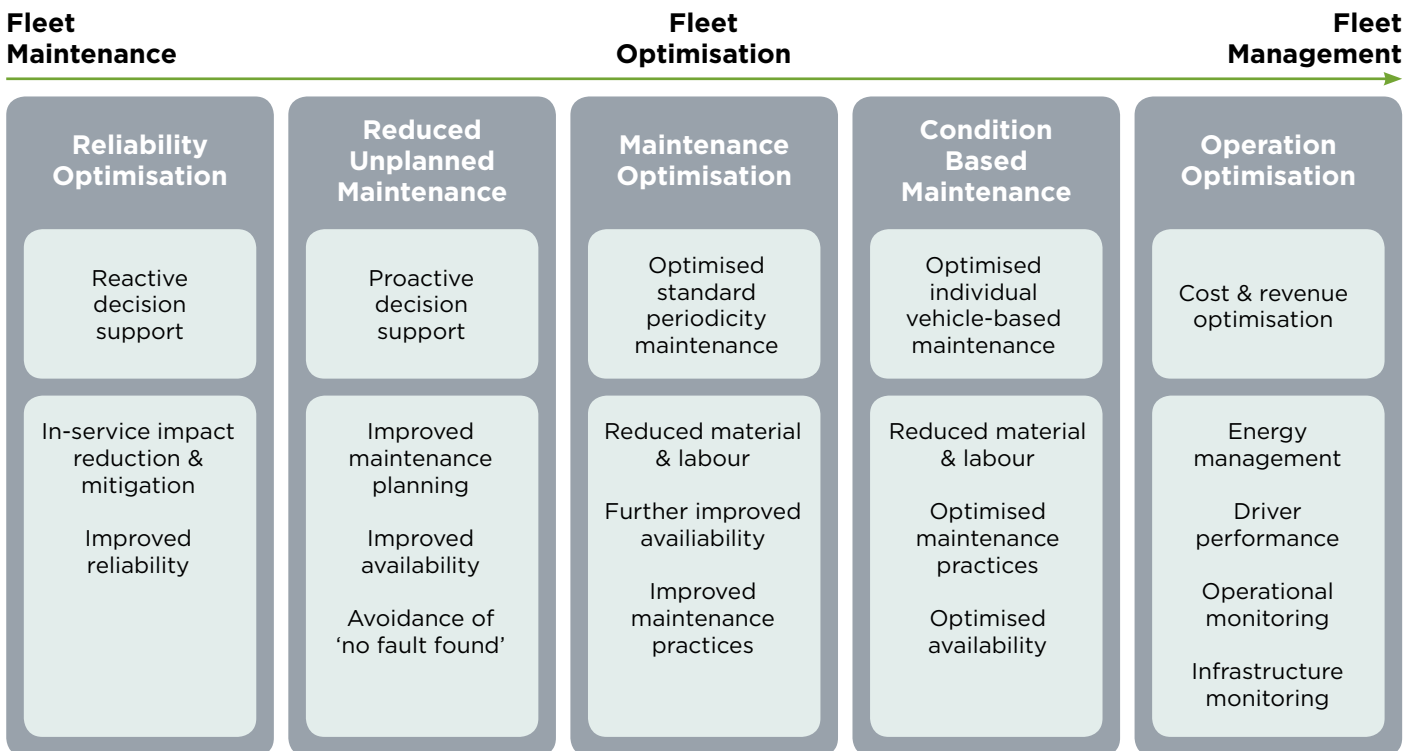 Fleet
Maintenance
Fleet
Optimisation
Fleet
Management
Reliability
Optimisation
Reactive
decision
support
In-service impact
reduction &
mitigation
Improved
reliability
Reduced
Unplanned
Maintenance
Proactive
decision
support
Improved
maintenance
planning
Improved
availability
Avoidance of
‘no fault found’
Maintenance
Optimisation
Optimised
standard
periodicity
maintenance
Reduced material
& labour
Further improved
availiability
Improved
maintenance
practices
Condition
Based
Maintenance
Optimised
individual
vehicle-based
maintenance
Reduced material
& labour
Optimised
maintenance
practices
Optimised
availability
Operation
Optimisation
Cost & revenue
optimisation
Energy
management
Driver
performance
Operational
monitoring
Infrastructure
monitoring